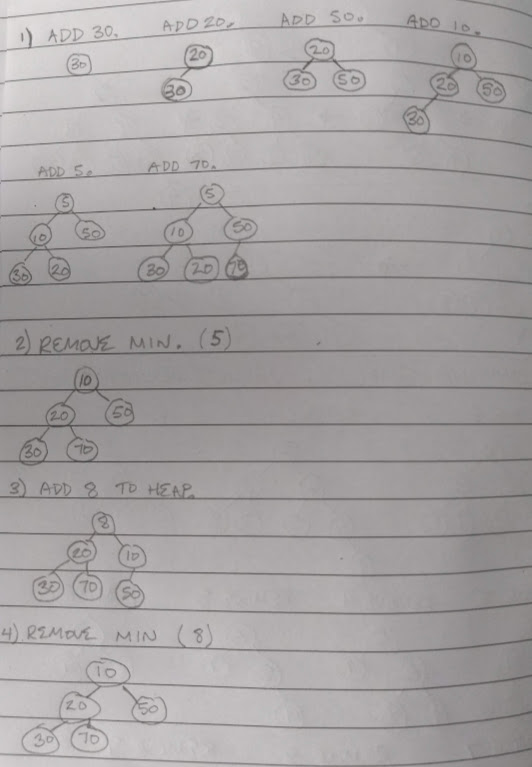 1) ADD 30. ADD 20. ADD 50. ADD 10.
30 20 20 10
30 30 50 20 50
30
ADD 5. ADD 70.
5 5
10 50 10 50
30 20 30 20 70
2) REMOVE MIN. (5)
10
20 50
30 70
3) ADD 8 TO HEAP.
8
20 10
30 70 50
4) REMOVE MIN (8)
10
20 50
30 70